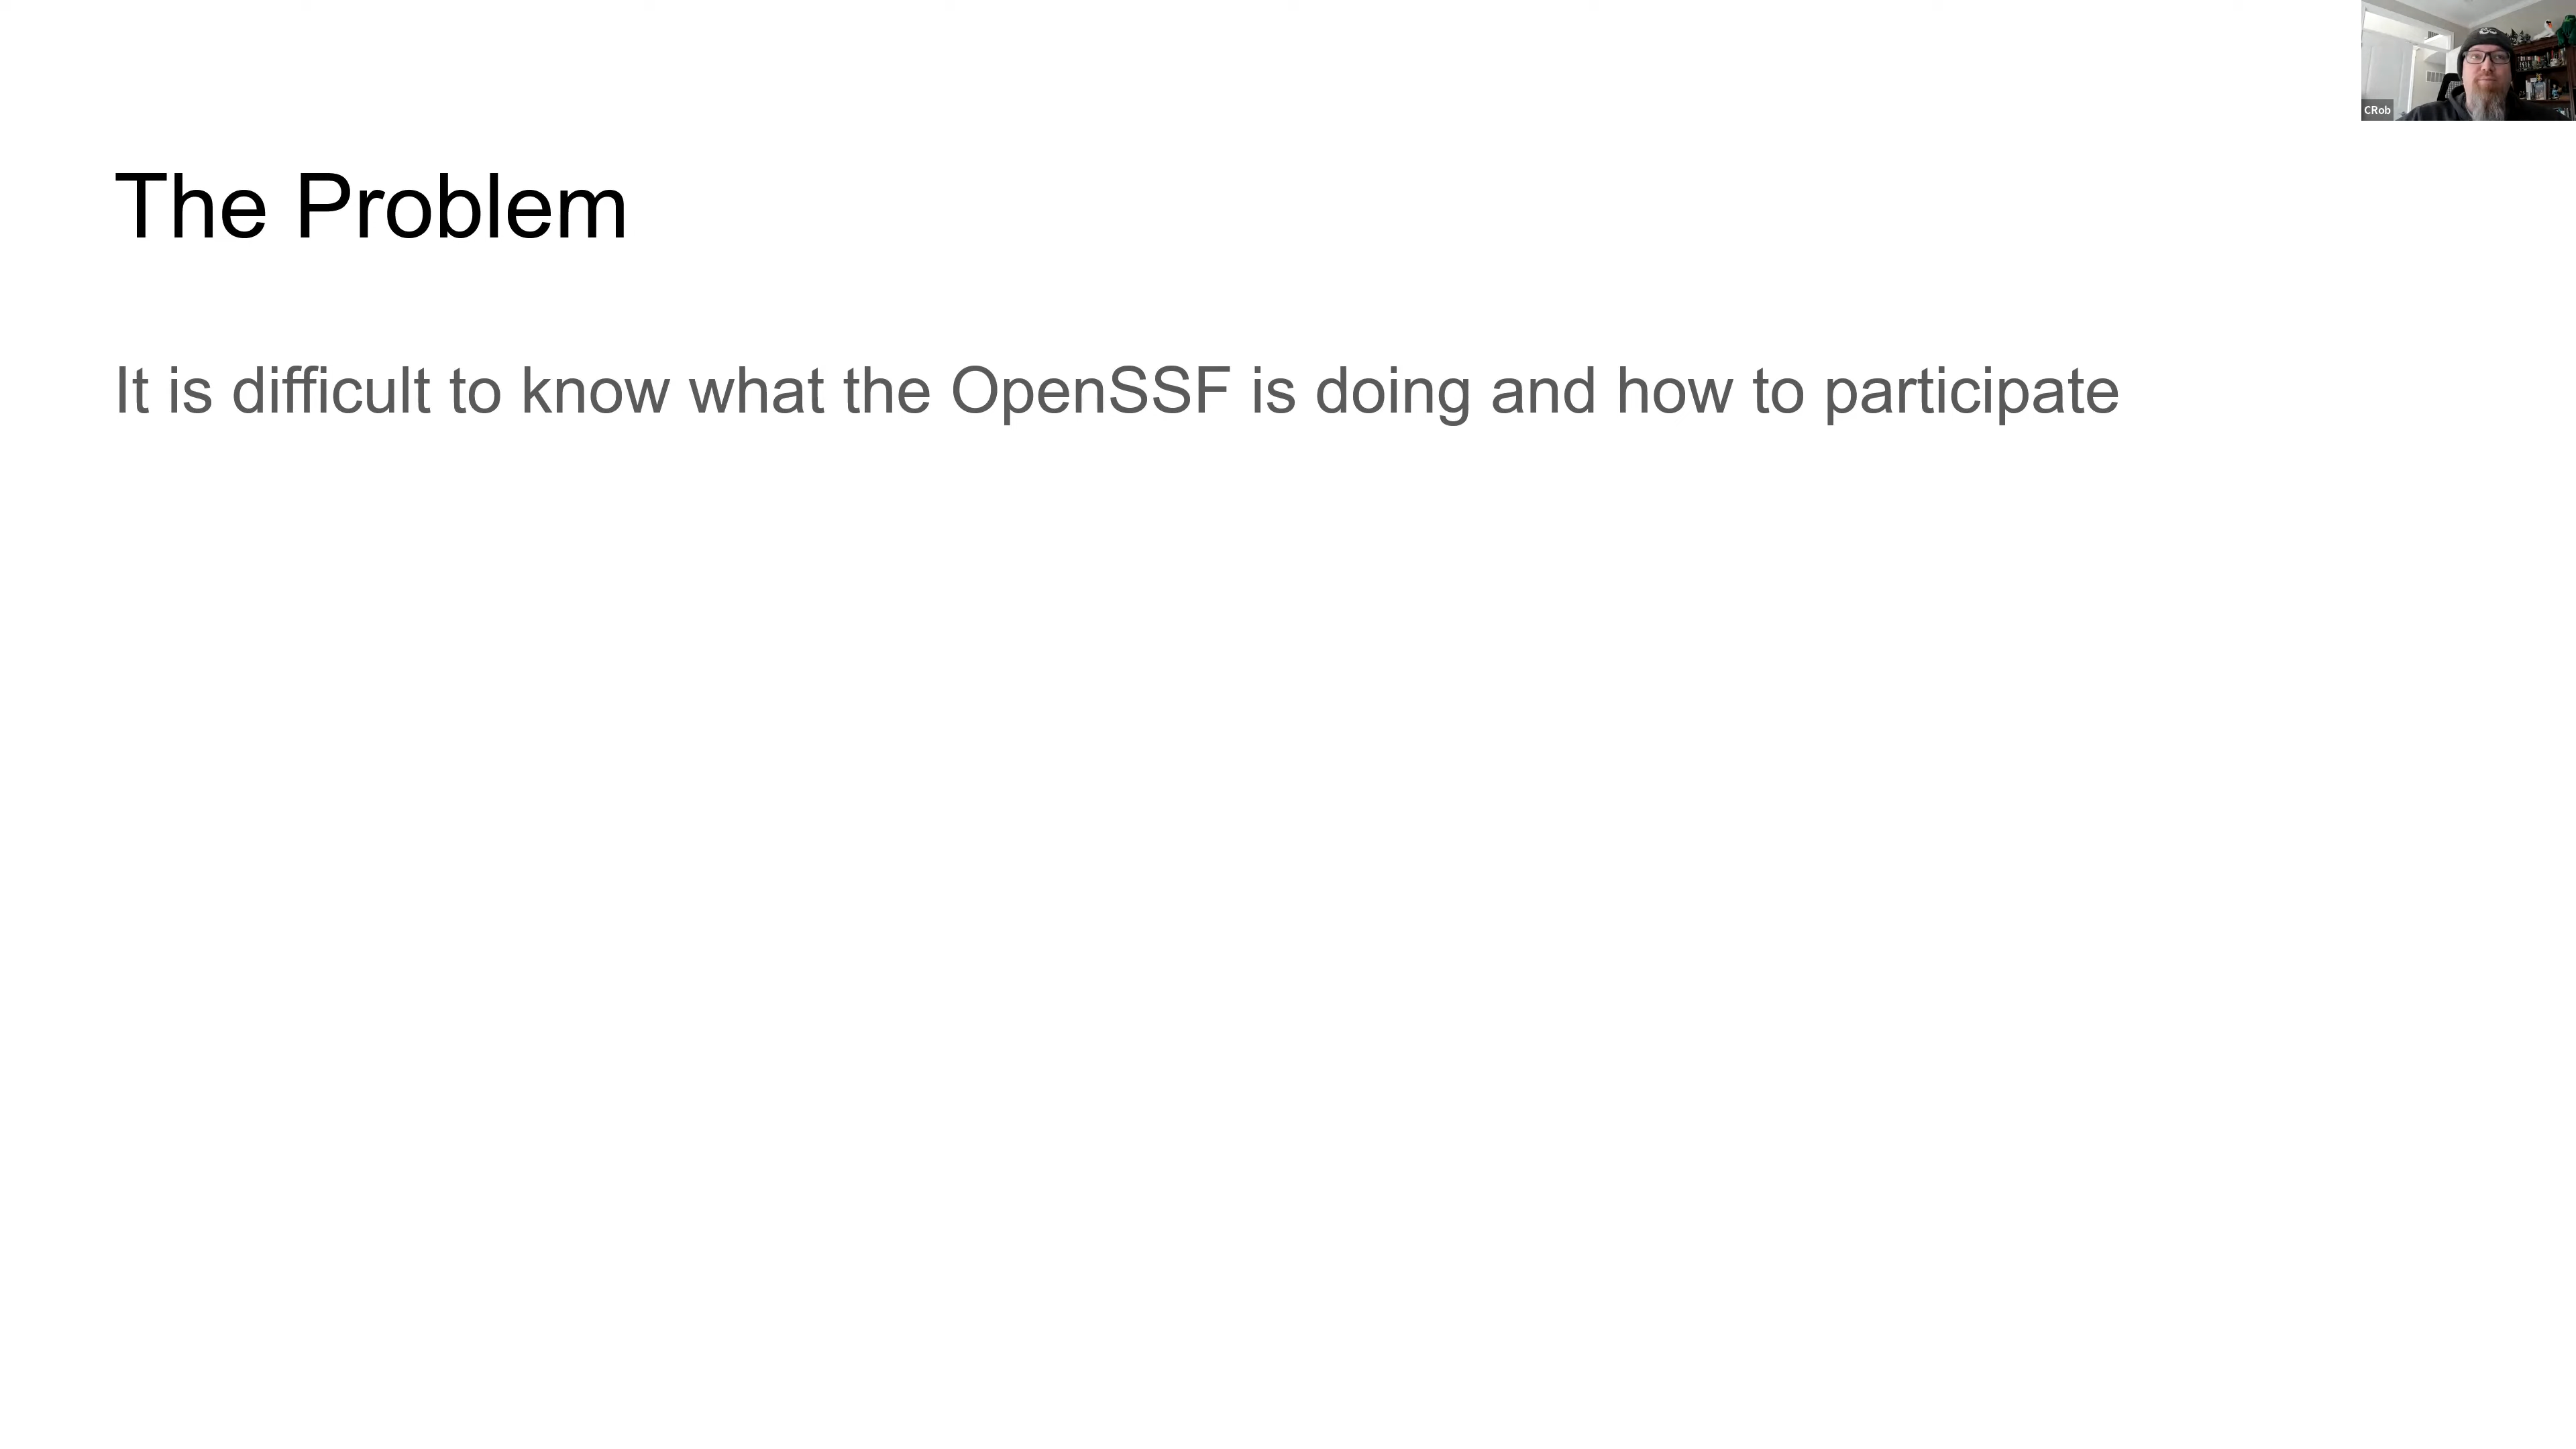 CRob
The Problem
It is difficult to know what the OpenSSF is doing and how to participate